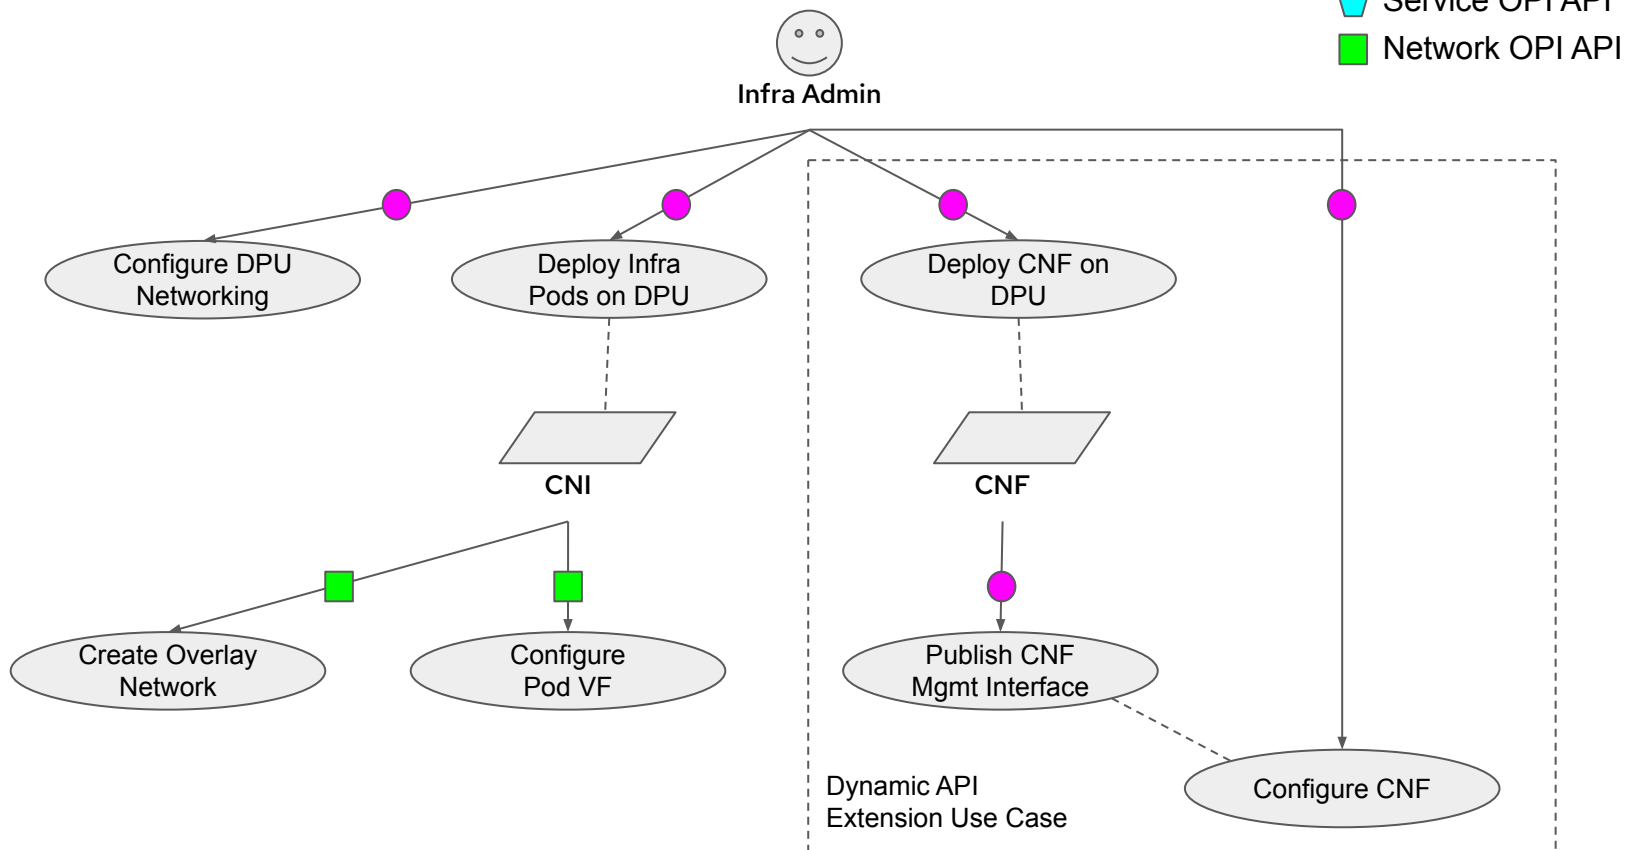 Service OPI API
Network OPI API
Infra Admin
Configure DPU
Networking
Deploy Infra
Pods on DPU
Deploy CNF on
DPU
CNI
CNF
Create Overlay
Network
Configure
Pod VF
Publish CNF
Mgmt Interface
Configure CNF
Dynamic API
Extension Use Case